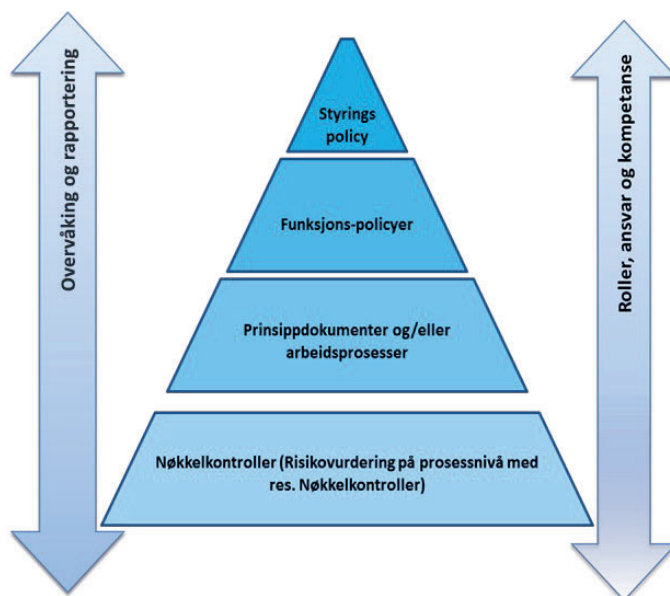 Overvåking og rapportering
Styrings
policy
Funksjons-policyer
Prinsippdokumenter og/eller
arbeidsprosesser
Nøkkelkontroller (Risikovurdering på prosessnivå med
res. Nøkkelkontroller)
Roller, ansvar og kompetanse